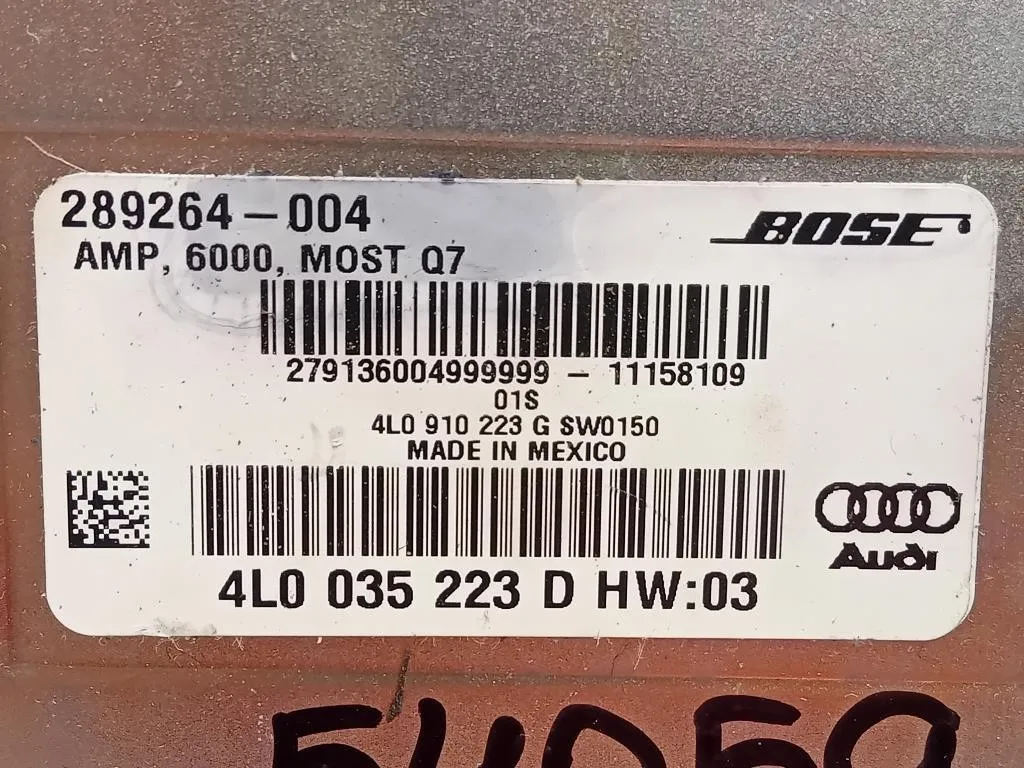 289264-004
BOSE
AMP, 6000, MOST Q7
279136004999999 - 11158109
01S
4L0 910 223 G SW0150
MADE IN MEXICO
Audi
4L0 035 223 D HW:03